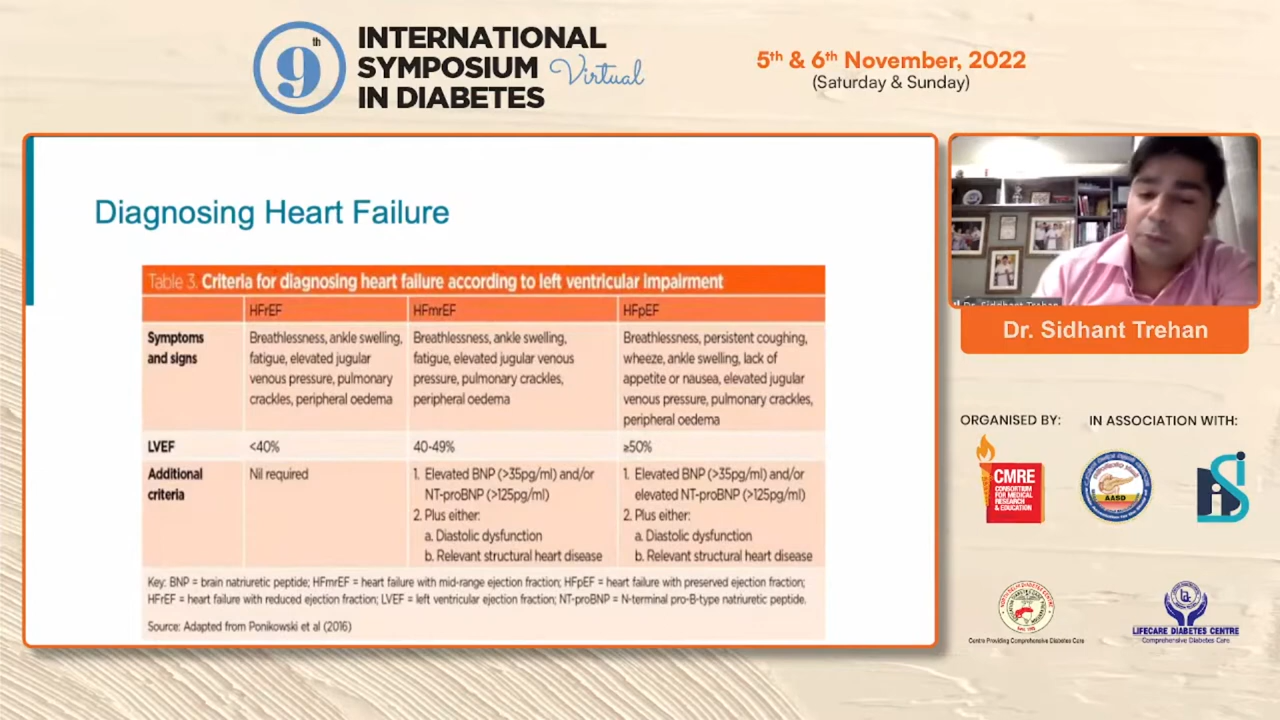 9th
INTERNATIONAL
SYMPOSIUM Virtual
IN DIABETES
5th & 6th November, 2022
(Saturday & Sunday)
Diagnosing Heart Failure
Table 3. Criteria for diagnosing heart failure according to left ventricular impairment
HFrEF HFmrEF HFpEF
Symptoms and signs
Breathlessness, ankle swelling,
fatigue, elevated jugular
venous pressure, pulmonary
crackles, peripheral oedema
Breathlessness, ankle swelling,
fatigue, elevated jugular venous
pressure, pulmonary crackles,
peripheral oedema
Breathlessness, persistent coughing,
wheeze, ankle swelling, lack of
appetite or nausea, elevated jugular
venous pressure, pulmonary crackles,
peripheral oedema
LVEF <40% 40-49% ≥50%
Additional
criteria
Nil required
1. Elevated BNP (>35pg/ml) and/or
NT-proBNP (>125pg/ml)
2. Plus either:
a. Diastolic dysfunction
b. Relevant structural heart disease
1. Elevated BNP (>35pg/ml) and/or
elevated NT-proBNP (>125pg/ml)
2. Plus either:
a. Diastolic dysfunction
b. Relevant structural heart disease
Key: BNP = brain natriuretic peptide; HFmrEF = heart failure with mid-range ejection fraction; HFpEF = heart failure with preserved ejection fraction;
HFrEF = heart failure with reduced ejection fraction; LVEF = left ventricular ejection fraction; NT-proBNP = N-terminal pro-B-type natriuretic peptide.
Source: Adapted from Ponikowski et al (2016)
Dr. Siddhant Trehan
Dr. Sidhant Trehan
ORGANISED BY:
IN ASSOCIATION WITH:
CMRE
CONSORTIUM
FOR MEDICAL
RESEARCH
& EDUCATION
AASD
Centre Providing Comprehensive Diabetes Care
LIFECARE DIABETES CENTRE
Comprehensive Diabetes Care